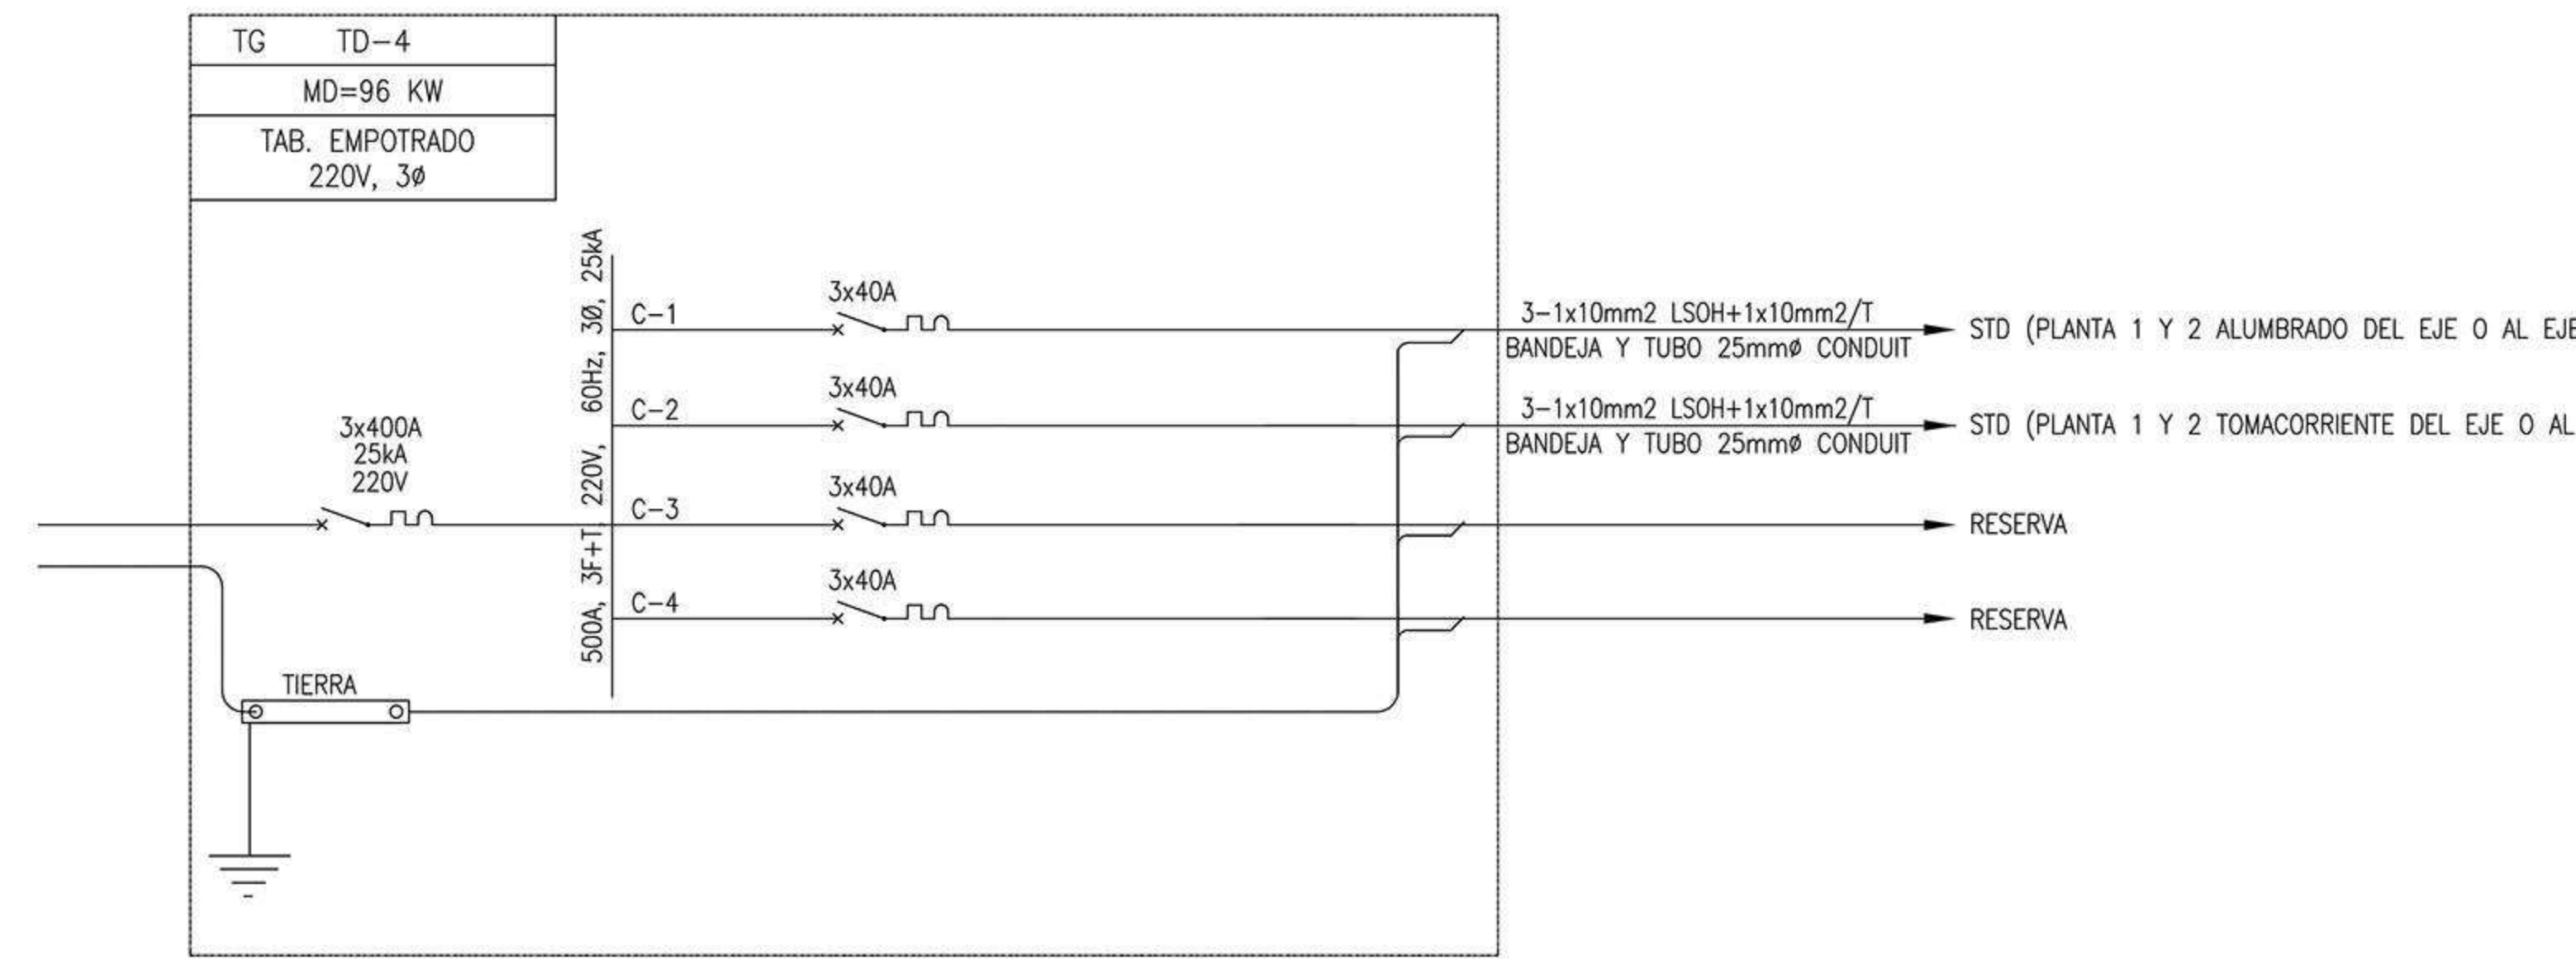 TG TD-4
MD=96 KW
TAB. EMPOTRADO
220V, 3Ø
500A, 3F+T, 220V, 60Hz, 3Ø, 25kA
3x400A
25kA
220V
C-1
3x40A
3-1x10mm2 LSOH+1x10mm2/T
BANDEJA Y TUBO 25mmø CONDUIT
STD (PLANTA 1 Y 2 ALUMBRADO DEL EJE O AL EJE
C-2
3x40A
3-1x10mm2 LSOH+1x10mm2/T
BANDEJA Y TUBO 25mmø CONDUIT
STD (PLANTA 1 Y 2 TOMACORRIENTE DEL EJE O AL
C-3
3x40A
RESERVA
C-4
3x40A
RESERVA
TIERRA